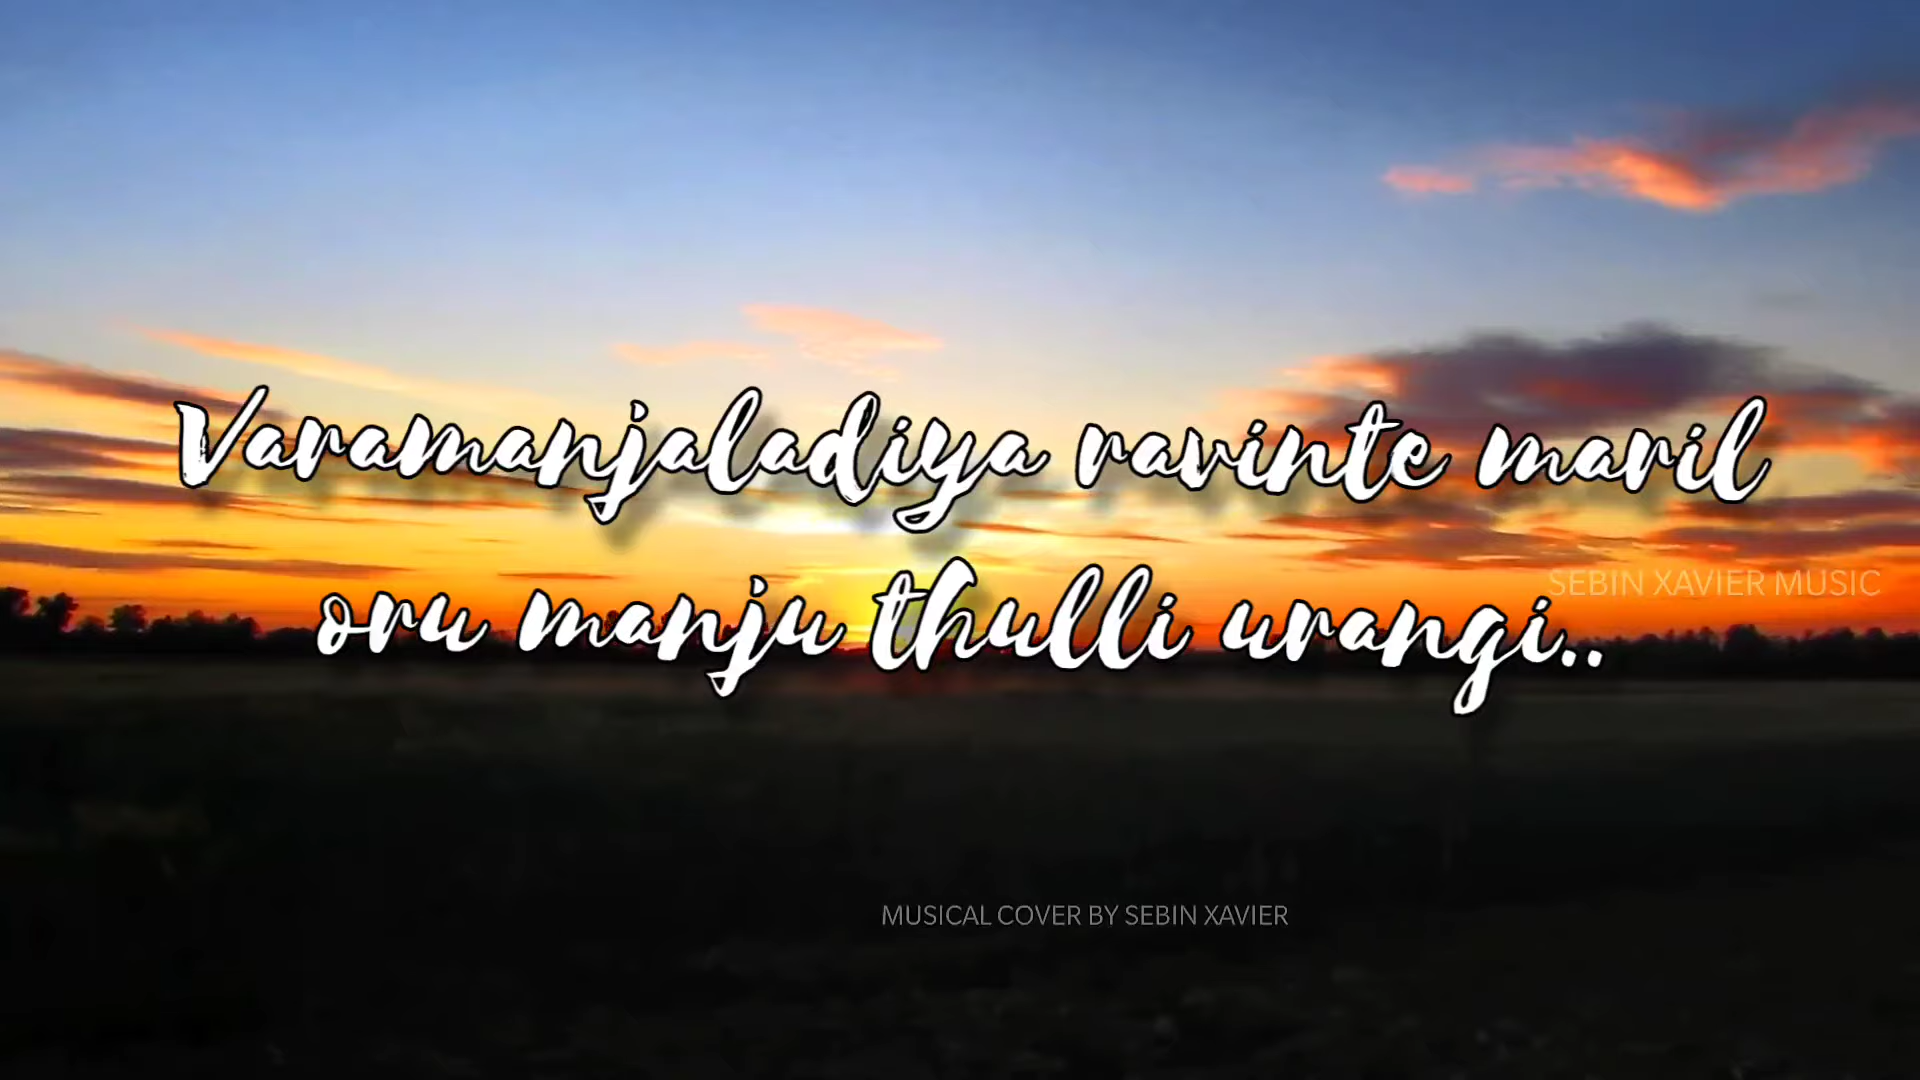 Varamanjaladiya ravinte maril
oru manju thulli urangi..
SEBIN XAVIER MUSIC
MUSICAL COVER BY SEBIN XAVIER